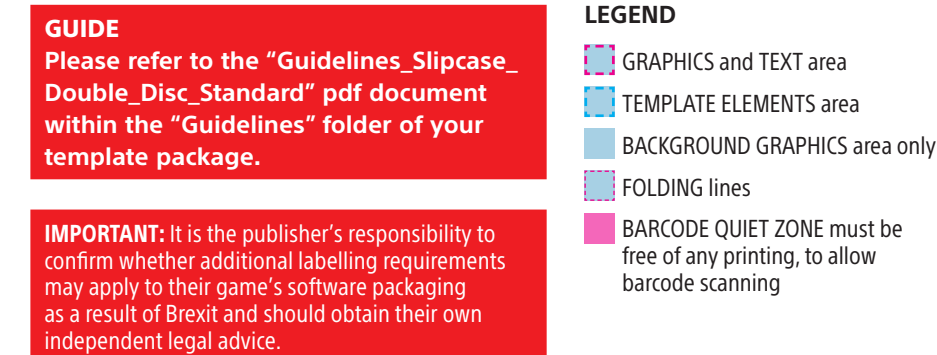 GUIDE
Please refer to the “Guidelines_Slipcase_
Double_Disc_Standard” pdf document
within the “Guidelines” folder of your
template package.
IMPORTANT: It is the publisher’s responsibility to
confirm whether additional labelling requirements
may apply to their game’s software packaging
as a result of Brexit and should obtain their own
independent legal advice.
LEGEND
GRAPHICS and TEXT area
TEMPLATE ELEMENTS area
BACKGROUND GRAPHICS area only
FOLDING lines
BARCODE QUIET ZONE must be
free of any printing, to allow
barcode scanning